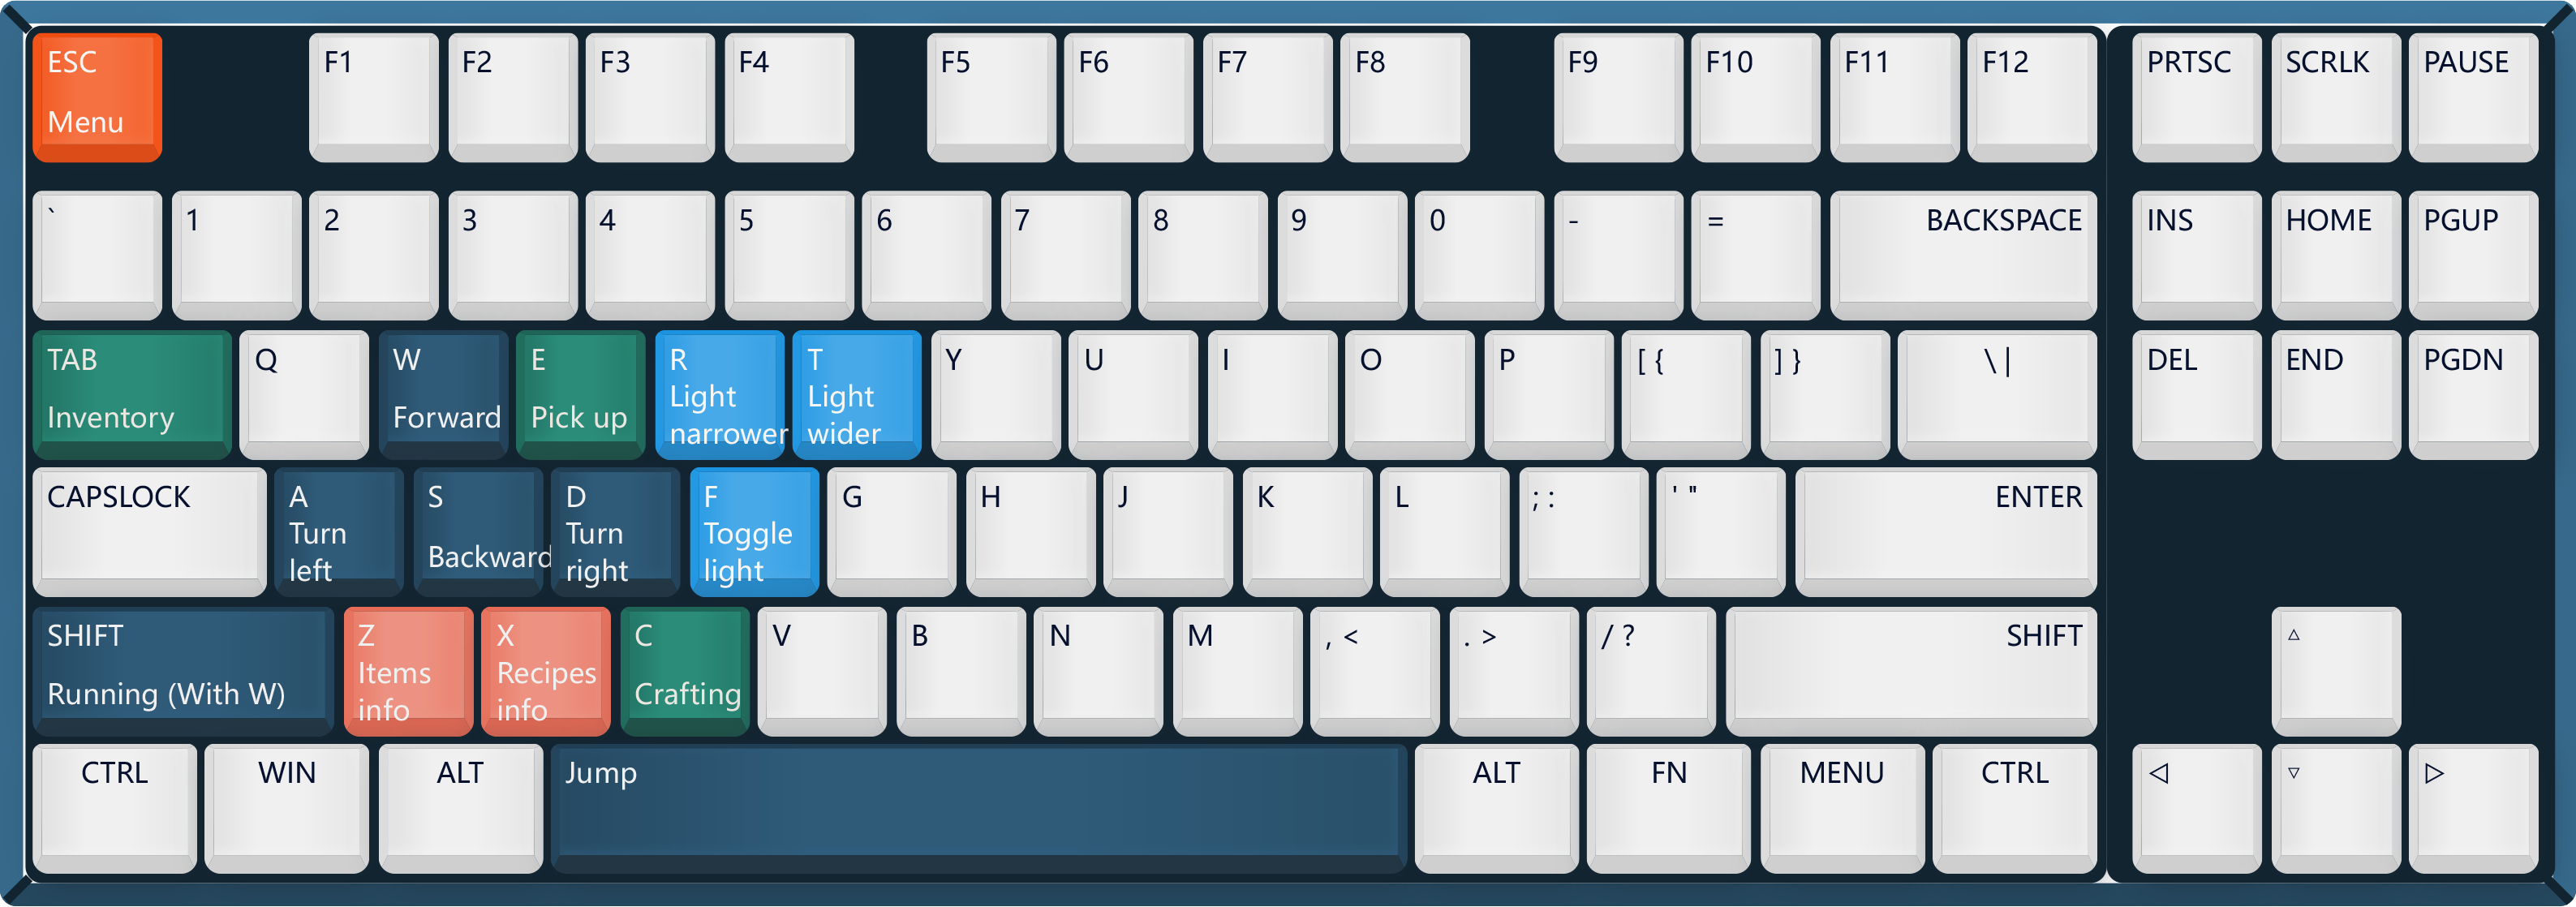 ESC F1 F2 F3 F4 F5 F6 F7 F8 F9 F10 F11 F12 PRTSC SCRLK PAUSE
Menu
` 1 2 3 4 5 6 7 8 9 0 - = BACKSPACE INS HOME PGUP
TAB Q W E R T Y U I O P [ { ] } \ | DEL END PGDN
Light Light
Inventory Forward Pick up narrower wider
CAPSLOCK A S D F G H J K L ; : ' " ENTER
Turn Turn Toggle
left Backward right light
SHIFT Z X C V B N M , < . > / ? SHIFT △
Items Recipes
Running (With W) info info Crafting
CTRL WIN ALT Jump ALT FN MENU CTRL ◁ ▽ ▷